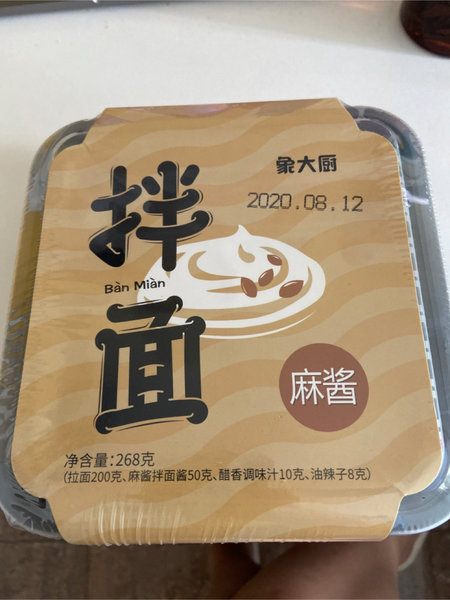 象大厨
2020.08.12
拌
Bàn Miàn
面
麻酱
净含量:268克
(拉面200克、麻酱拌面酱50克、醋香调味汁10克、油辣子8克)